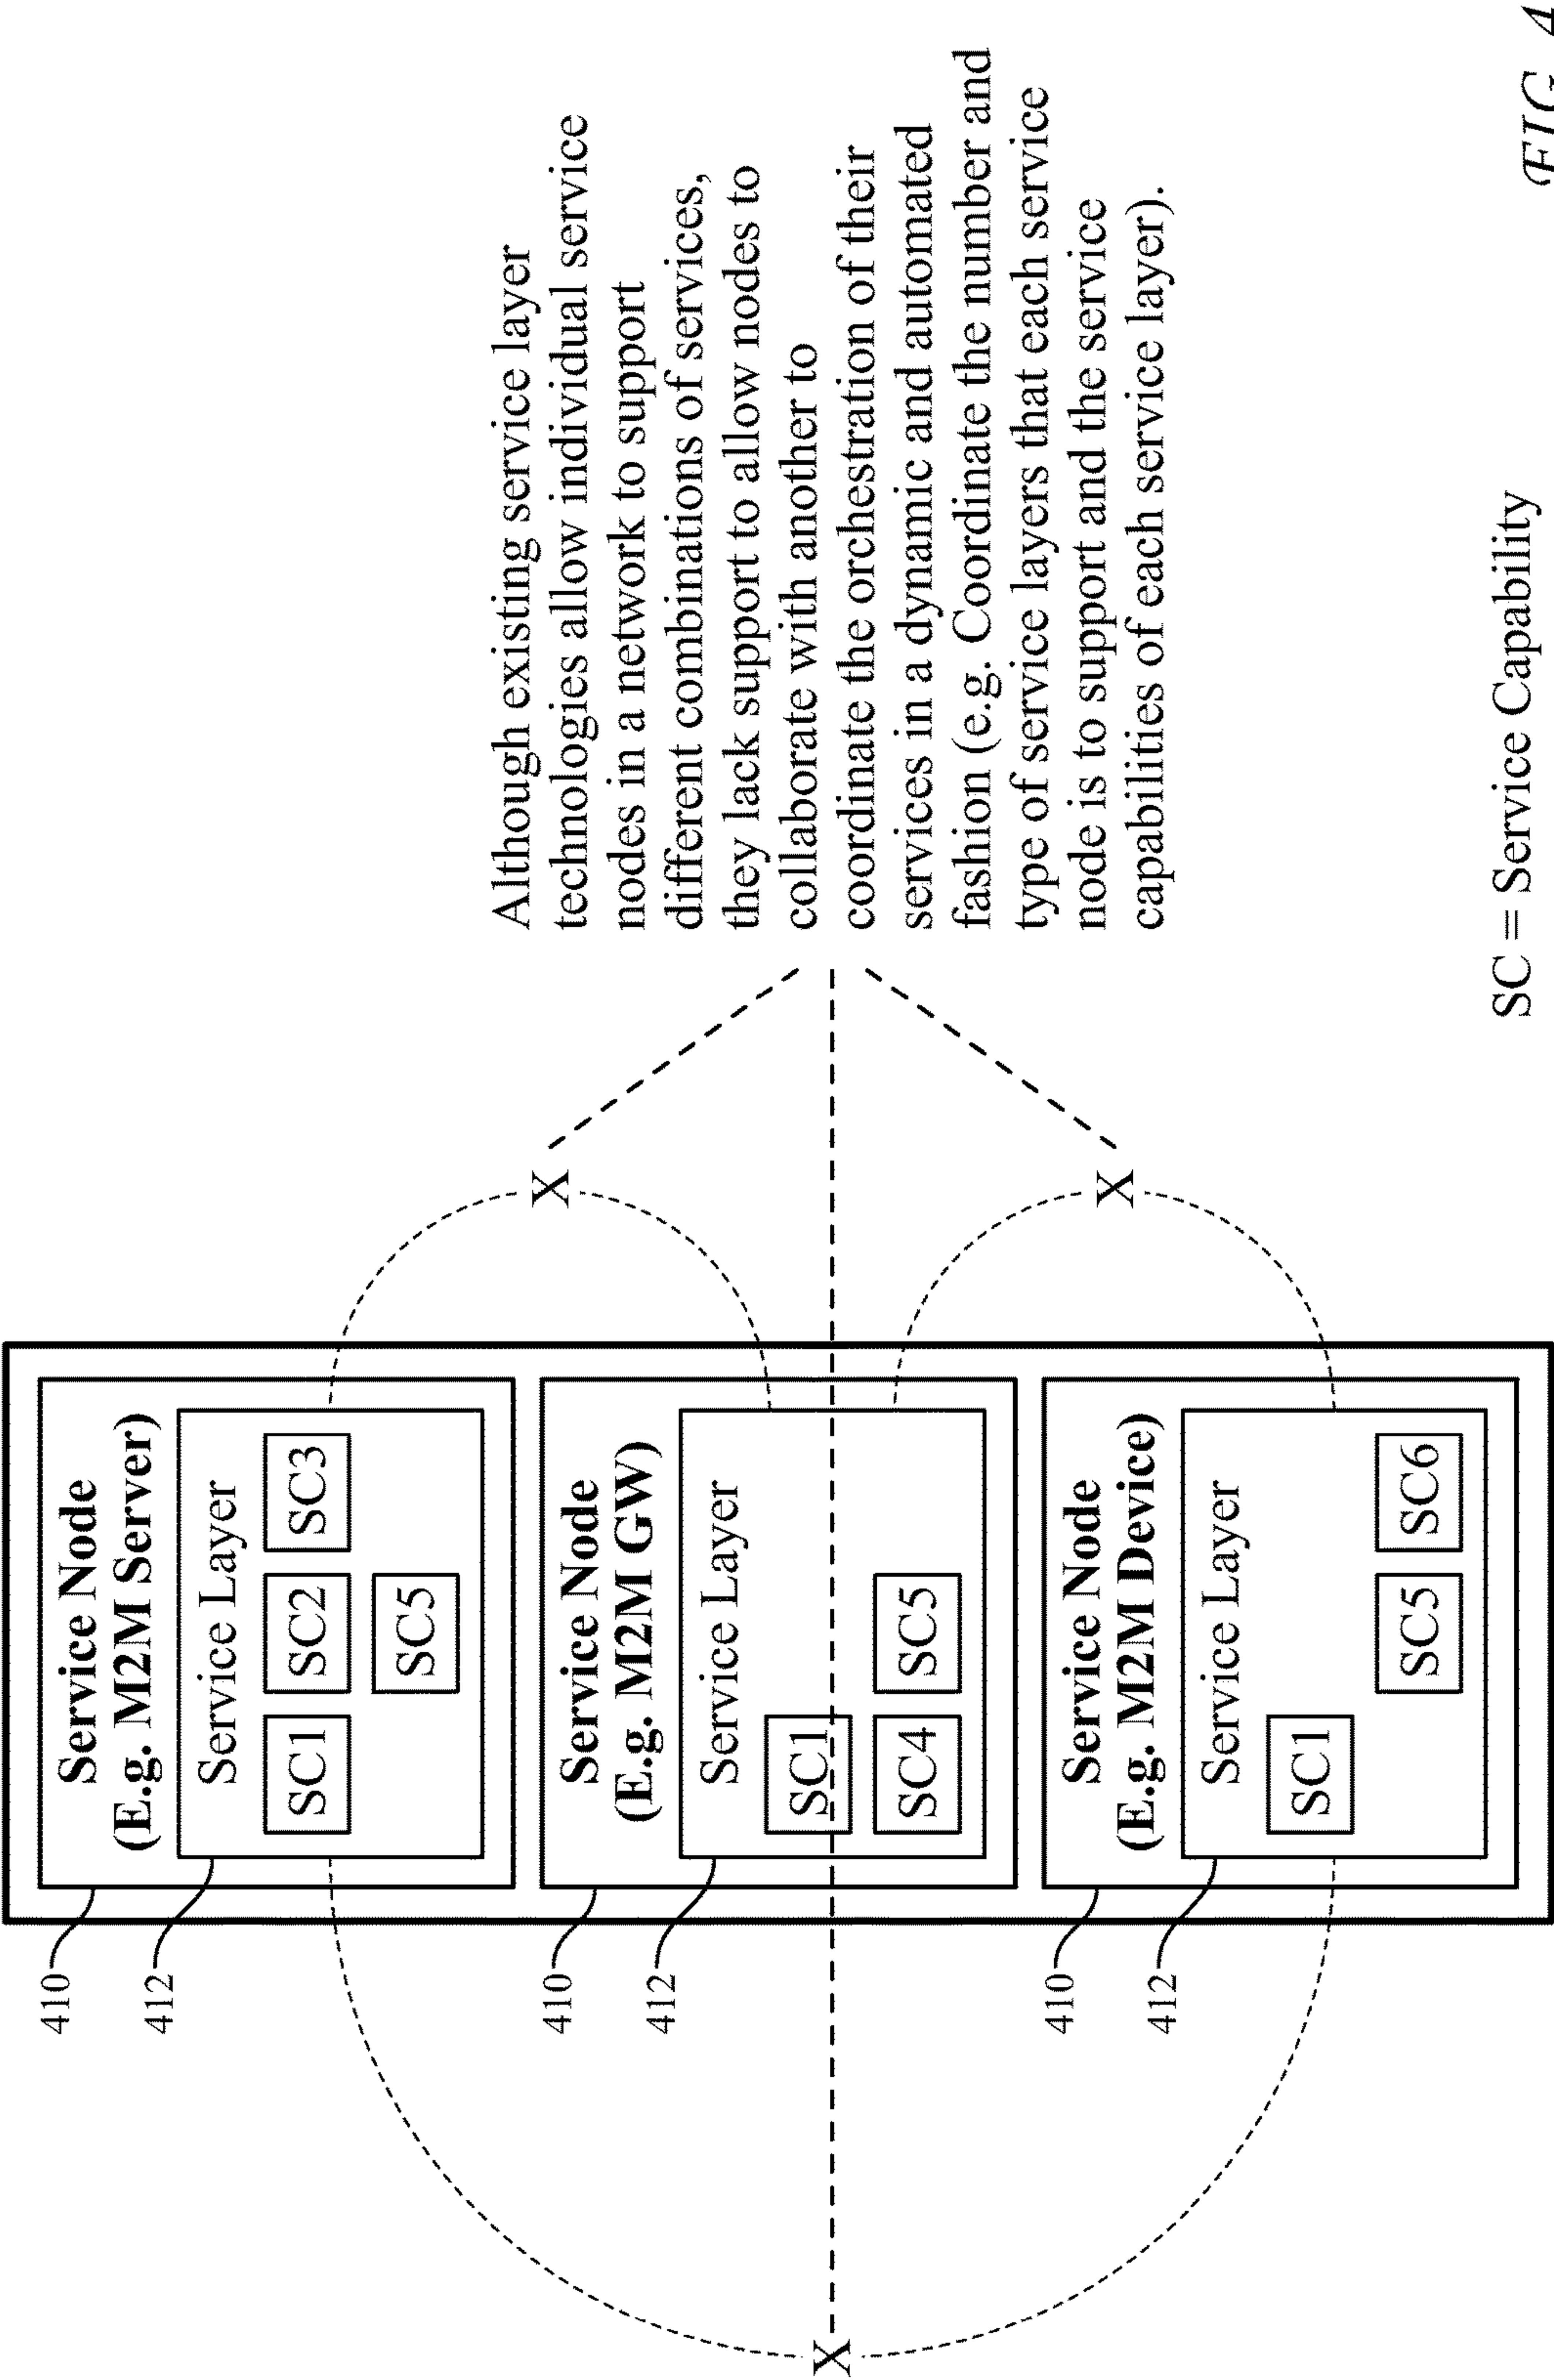 410
Service Node
(E.g. M2M Server)
412
Service Layer
SC1
SC2
SC3
SC5
410
Service Node
(E.g. M2M GW)
412
Service Layer
SC1
SC4
SC5
410
Service Node
(E.g. M2M Device)
412
Service Layer
SC1
SC5
SC6
X
X
X
Although existing service layer
technologies allow individual service
nodes in a network to support
different combinations of services,
they lack support to allow nodes to
collaborate with another to
coordinate the orchestration of their
services in a dynamic and automated
fashion (e.g. Coordinate the number and
type of service layers that each service
node is to support and the service
capabilities of each service layer).
SC = Service Capability
FIG. 4